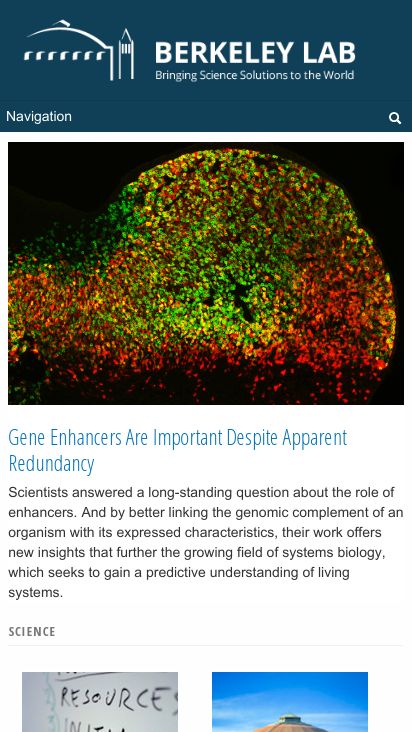 BERKELEY LAB
Bringing Science Solutions to the World
Navigation
Gene Enhancers Are Important Despite Apparent
Redundancy
Scientists answered a long-standing question about the role of
enhancers. And by better linking the genomic complement of an
organism with its expressed characteristics, their work offers
new insights that further the growing field of systems biology,
which seeks to gain a predictive understanding of living
systems.
SCIENCE
RESOURCES